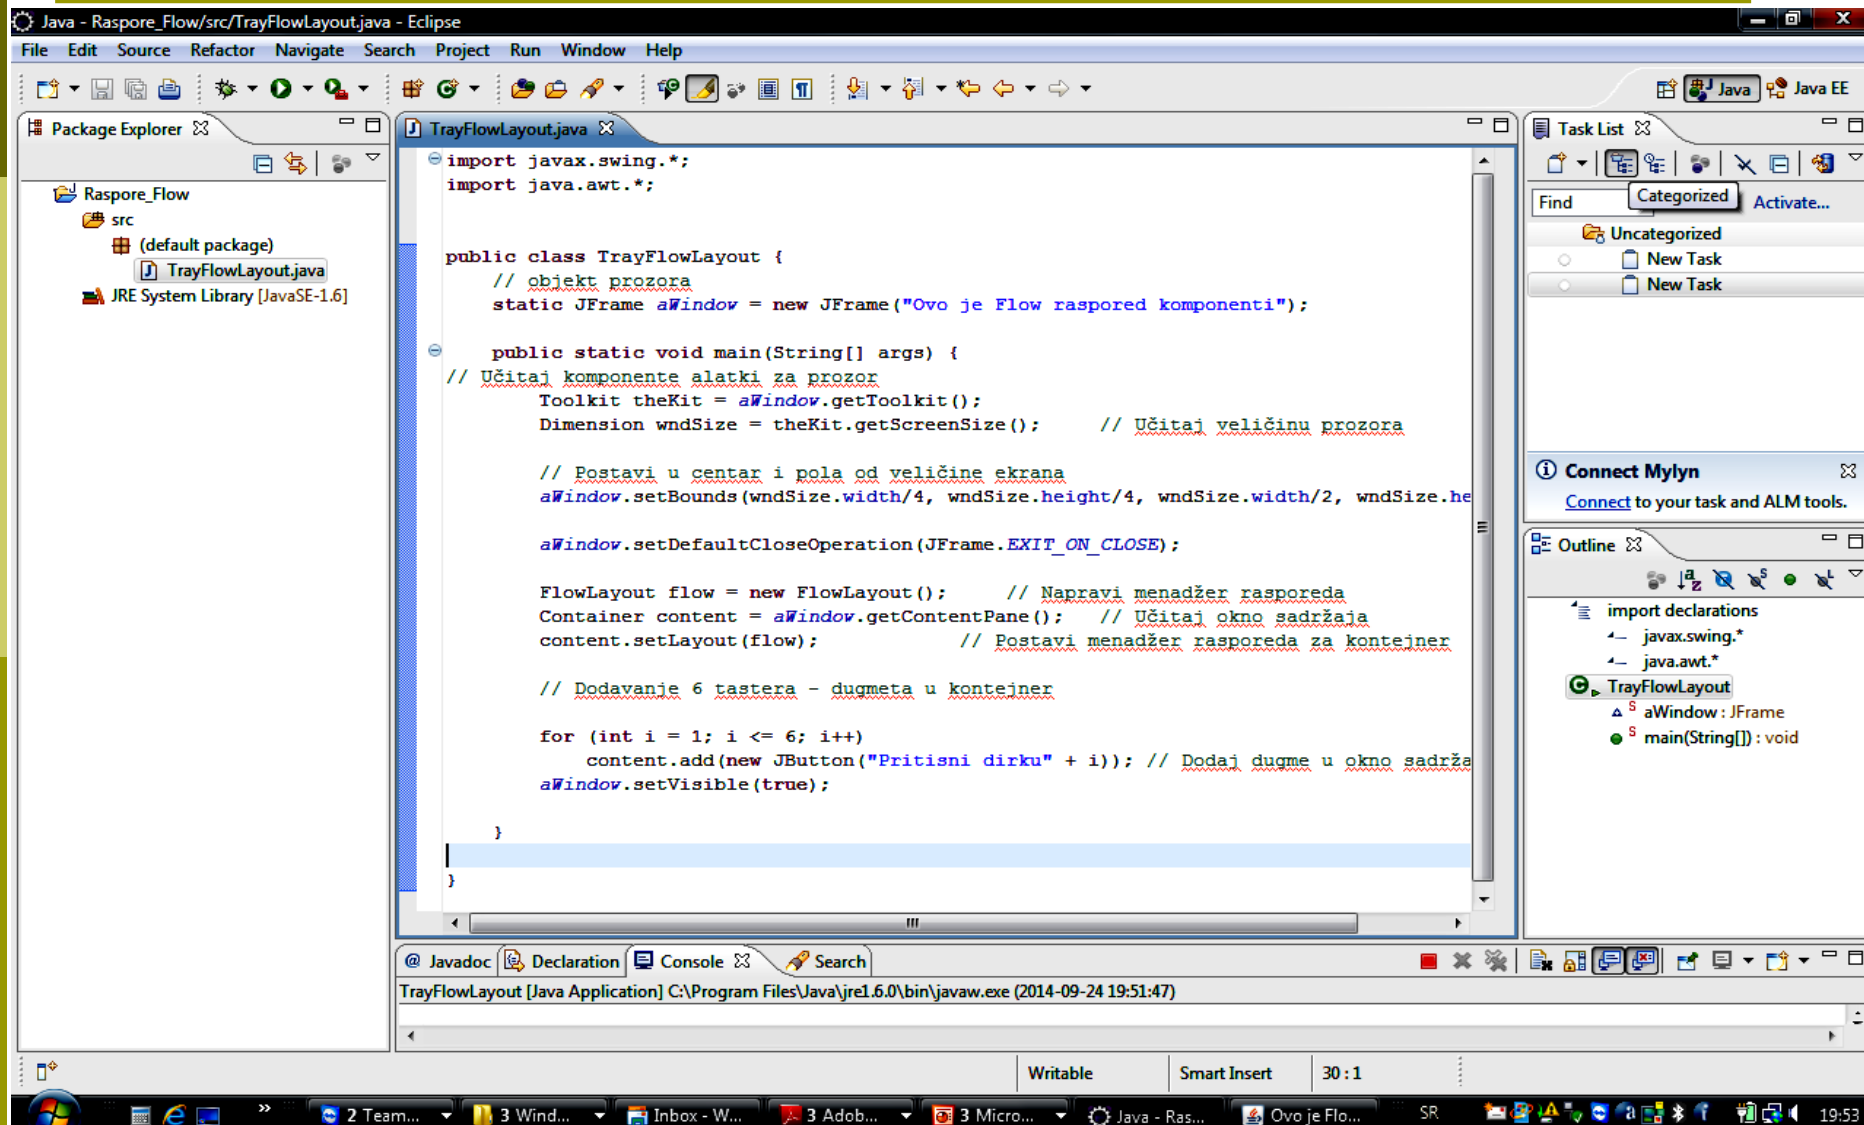 Java - Raspore_Flow/src/TrayFlowLayout.java - Eclipse
File Edit Source Refactor Navigate Search Project Run Window Help
Java Java EE
Package Explorer
Raspore_Flow
src
(default package)
TrayFlowLayout.java
JRE System Library [JavaSE-1.6]
TrayFlowLayout.java
import javax.swing.*;
import java.awt.*;
public class TrayFlowLayout {
// objekt prozora
static JFrame aWindow = new JFrame("Ovo je Flow raspored komponenti");
public static void main(String[] args) {
// Učitaj komponente alatki za prozor
Toolkit theKit = aWindow.getToolkit();
Dimension wndSize = theKit.getScreenSize(); // Učitaj veličinu prozora
// Postavi u centar i pola od veličine ekrana
aWindow.setBounds(wndSize.width/4, wndSize.height/4, wndSize.width/2, wndSize.he
aWindow.setDefaultCloseOperation(JFrame.EXIT_ON_CLOSE);
FlowLayout flow = new FlowLayout(); // Napravi menadžer rasporeda
Container content = aWindow.getContentPane(); // Učitaj okno sadržaja
content.setLayout(flow); // Postavi menadžer rasporeda za kontejner
// Dodavanje 6 tastera - dugmeta u kontejner
for (int i = 1; i <= 6; i++)
content.add(new JButton("Pritisni dirku" + i)); // Dodaj dugme u okno sadrža
aWindow.setVisible(true);
}
}
Task List
Find
Categorized
Activate...
Uncategorized
New Task
New Task
Connect Mylyn
Connect to your task and ALM tools.
Outline
import declarations
javax.swing.*
java.awt.*
TrayFlowLayout
aWindow : JFrame
main(String[]) : void
@ Javadoc Declaration Console Search
TrayFlowLayout [Java Application] C:\Program Files\Java\jre1.6.0\bin\javaw.exe (2014-09-24 19:51:47)
Writable Smart Insert 30 : 1
» 2 Team... 3 Wind... Inbox - W... 3 Adob... 3 Micro... Java - Ras... Ovo je Flo... SR 19:53